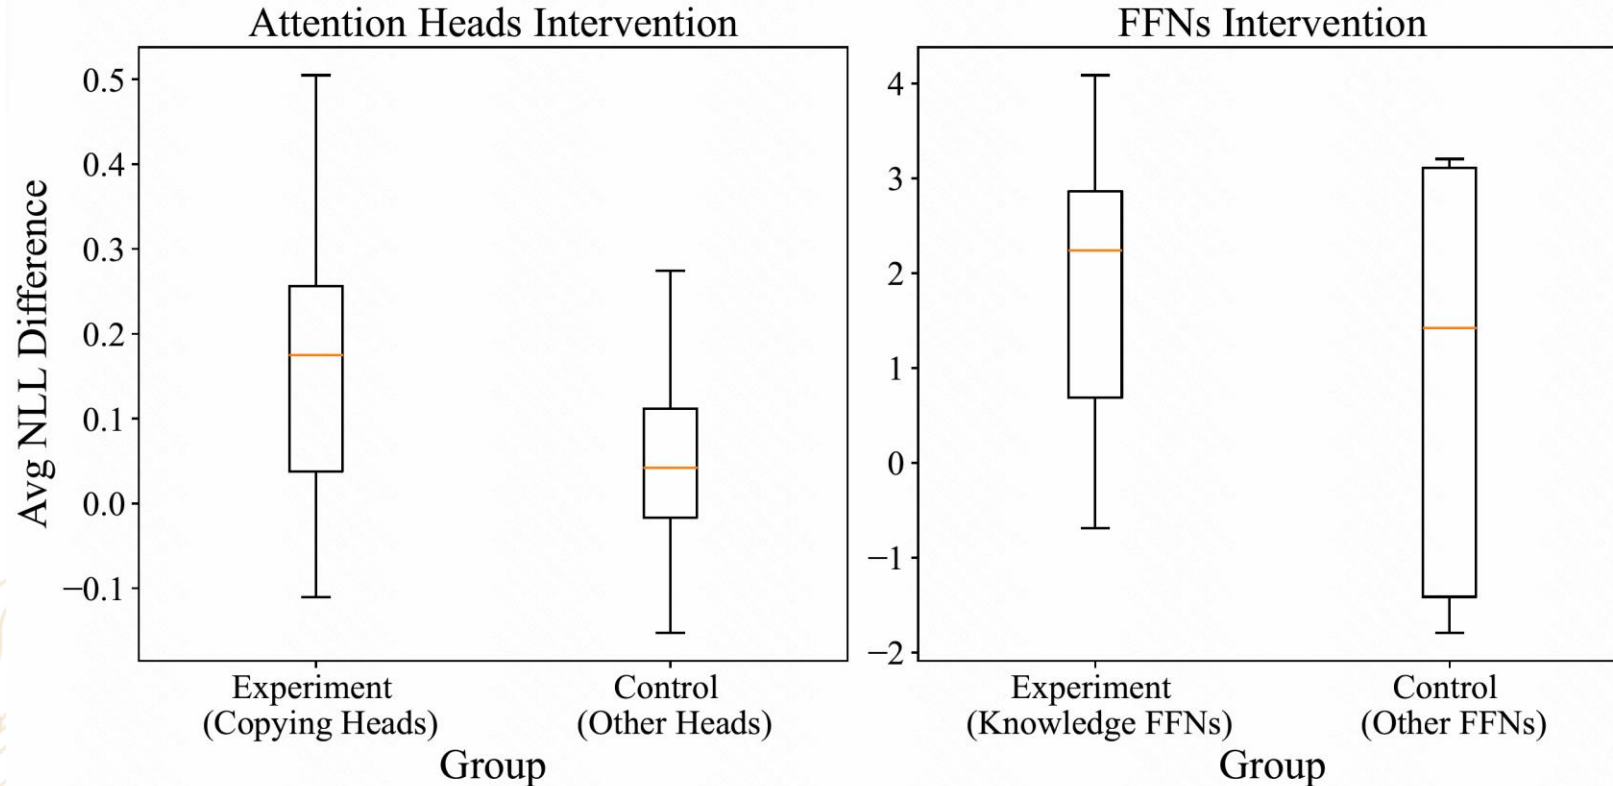 Attention Heads Intervention
Avg NLL Difference
0.5
0.4
0.3
0.2
0.1
0.0
−0.1
Experiment
(Copying Heads)
Control
(Other Heads)
Group
FFNs Intervention
4
3
2
1
0
−1
−2
Experiment
(Knowledge FFNs)
Control
(Other FFNs)
Group